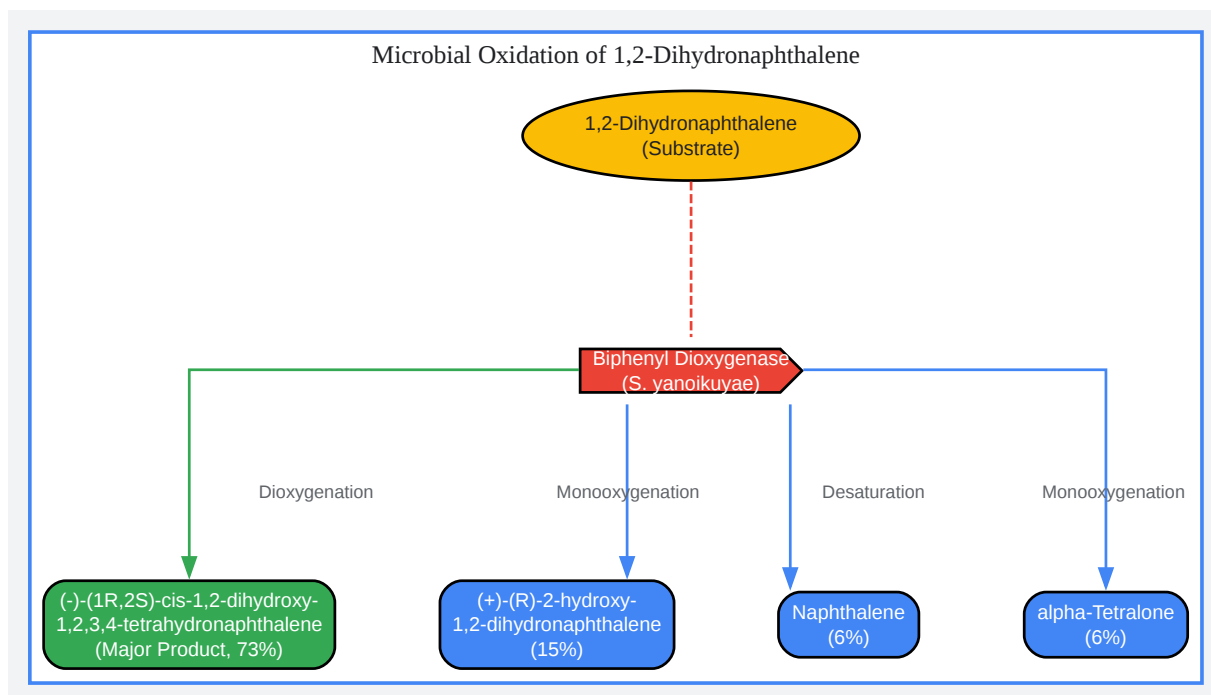 Microbial Oxidation of 1,2-Dihydronaphthalene
1,2-Dihydronaphthalene
(Substrate)
Biphenyl Dioxygenase
(S. yanoikuyae)
Dioxygenation
Monooxygenation
Desaturation
Monooxygenation
(-)-(1R,2S)-cis-1,2-dihydroxy-
1,2,3,4-tetrahydronaphthalene
(Major Product, 73%)
(+)-(R)-2-hydroxy-
1,2-dihydronaphthalene
(15%)
Naphthalene
(6%)
alpha-Tetralone
(6%)